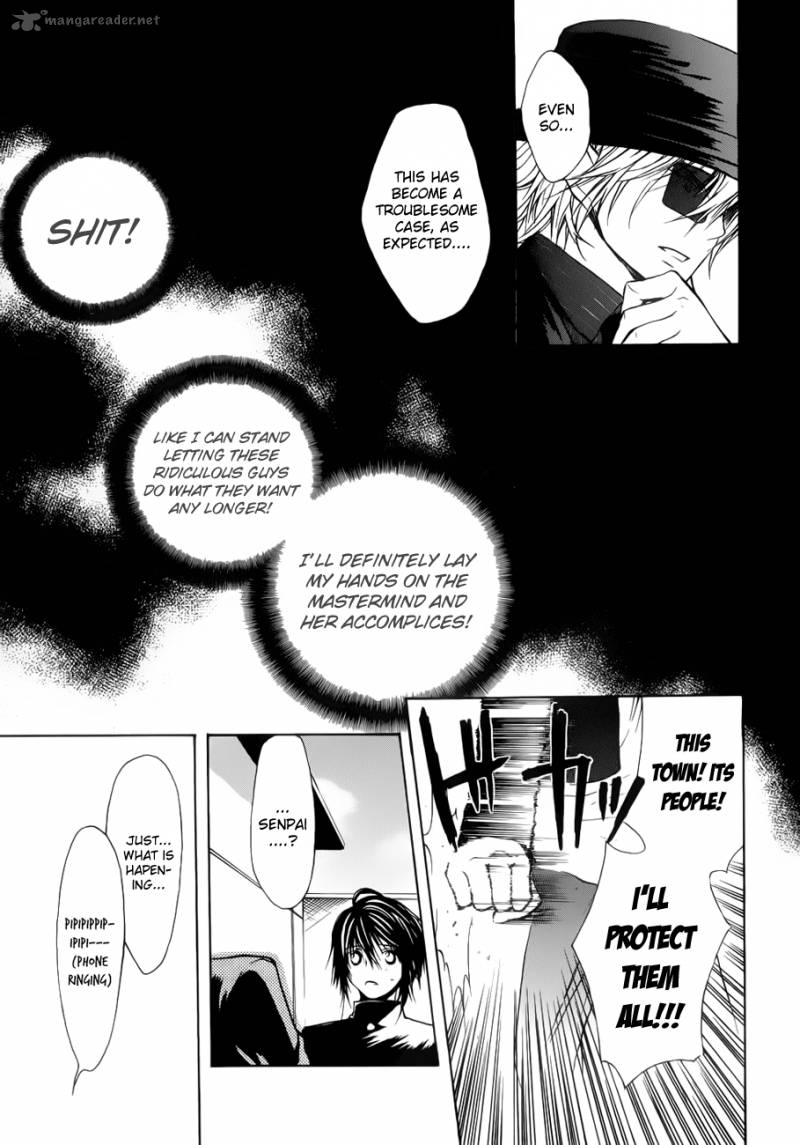 mangareader.net
EVEN
SO...
THIS HAS
BECOME A
TROUBLESOME
CASE, AS
EXPECTED....
SHIT!
LIKE I CAN STAND
LETTING THESE
RIDICULOUS GUYS
DO WHAT THEY WANT
ANY LONGER!
I'LL DEFINITELY LAY
MY HANDS ON THE
MASTERMIND AND
HER ACCOMPLICES!
THIS
TOWN! ITS
PEOPLE!
I'LL
PROTECT
THEM
ALL!!!
...
SENPAI
....?
JUST...
WHAT IS
HAPEN-
ING...
PIPIPIPPIP-
IPIPI---
(PHONE
RINGING)